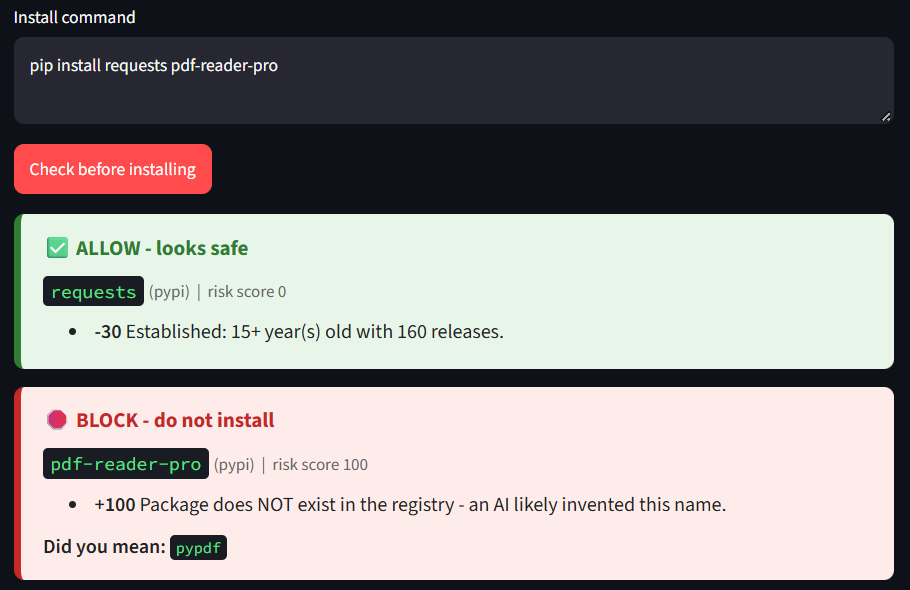 Install command
pip install requests pdf-reader-pro
Check before installing
✅ ALLOW - looks safe
requests (pypi) | risk score 0
• -30 Established: 15+ year(s) old with 160 releases.
🛑 BLOCK - do not install
pdf-reader-pro (pypi) | risk score 100
• +100 Package does NOT exist in the registry - an AI likely invented this name.
Did you mean: pypdf